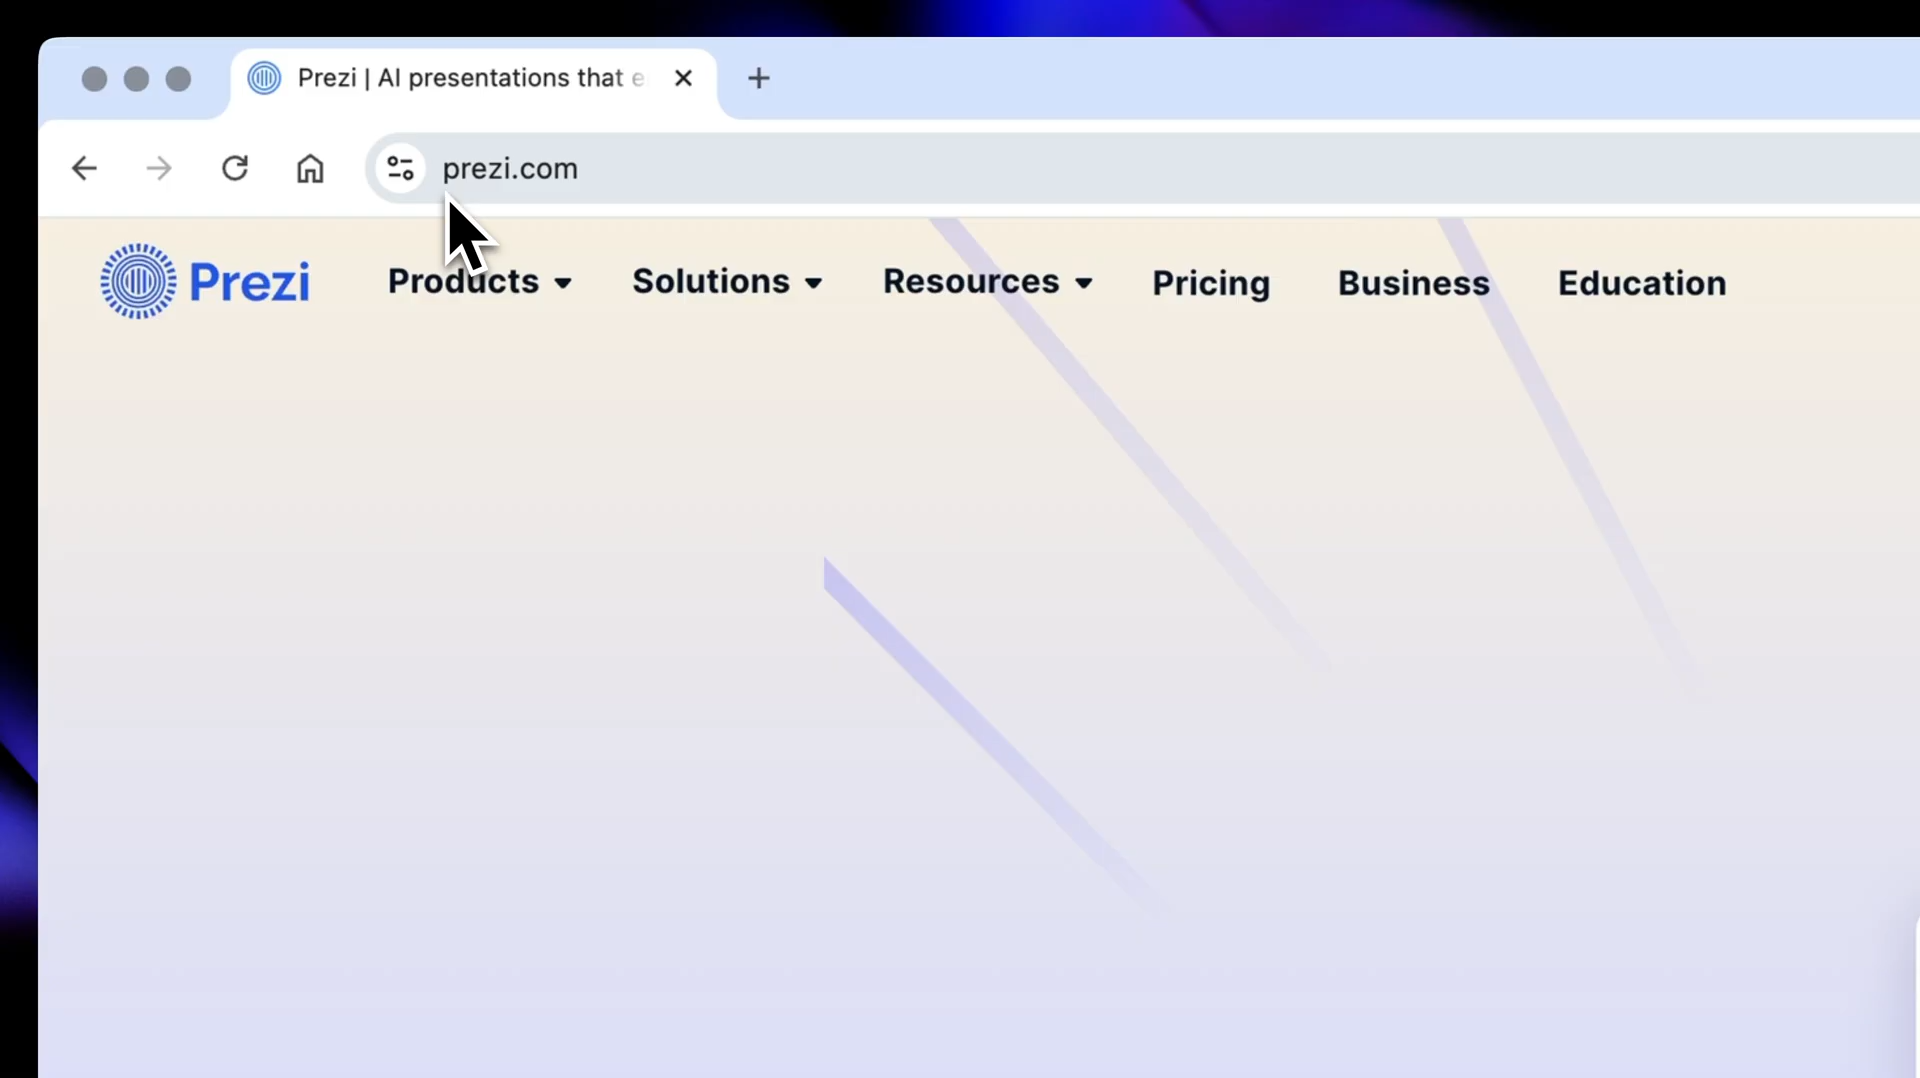 Prezi | AI presentations that e
prezi.com
Prezi Products Solutions Resources Pricing Business Education